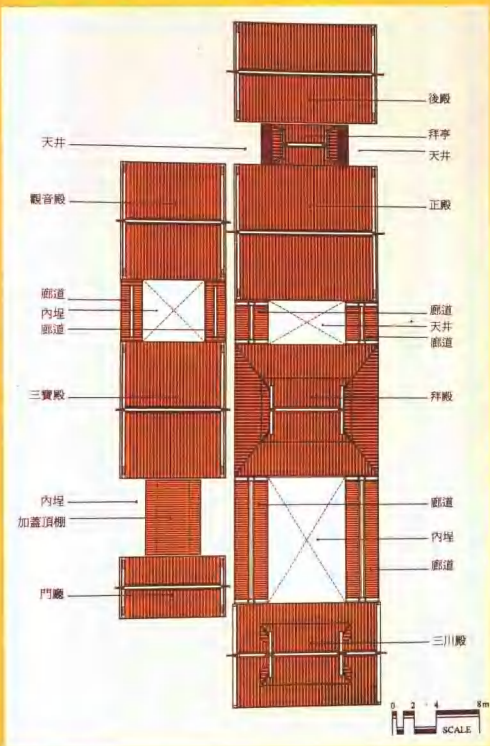 後殿
拜亭
天井
天井
觀音殿
正殿
廊道
內埕
廊道
廊道
天井
廊道
三寶殿
拜殿
內埕
加蓋頂棚
廊道
內埕
廊道
門廳
三川殿
0 2 4 8m
SCALE